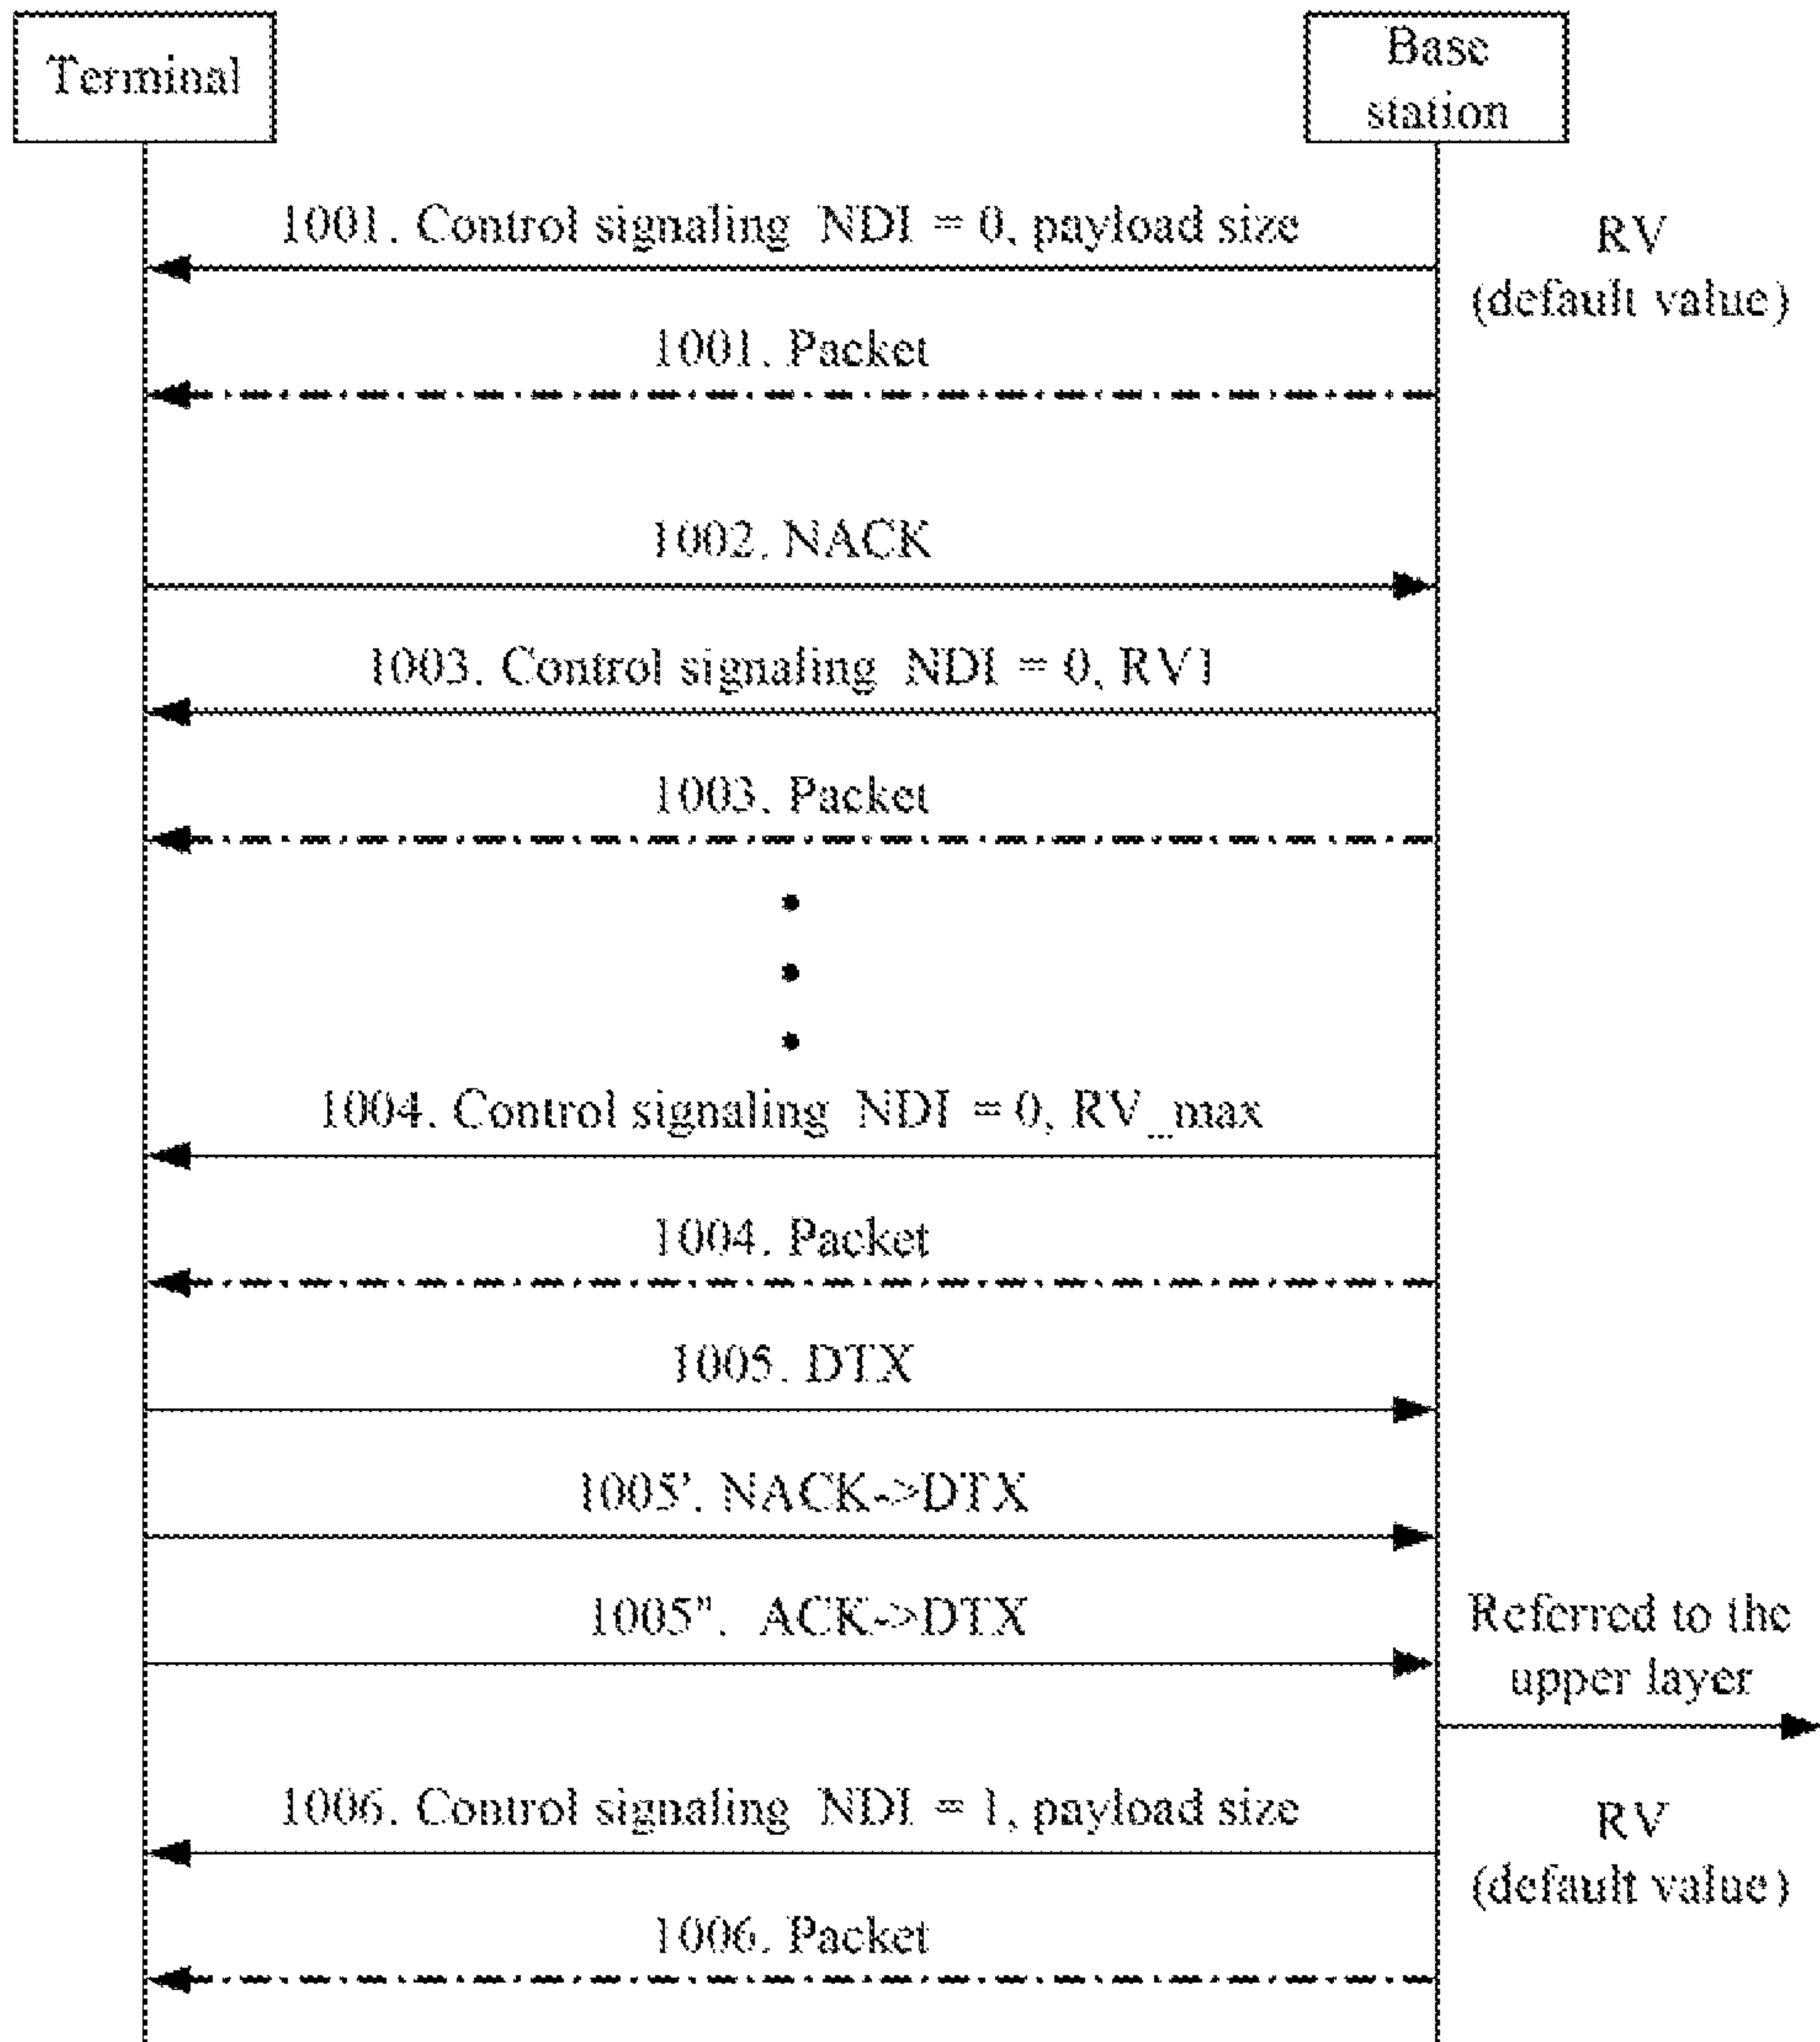 Terminal
Base
station
1001. Control signaling NDI = 0, payload size
RV
(default value)
1001. Packet
1002. NACK
1003. Control signaling NDI = 0, RV1
1003. Packet
1004. Control signaling NDI = 0, RV_max
1004. Packet
1005. DTX
1005'. NACK->DTX
1005". ACK->DTX
Referred to the
upper layer
1006. Control signaling NDI = 1, payload size
RV
(default value)
1006. Packet